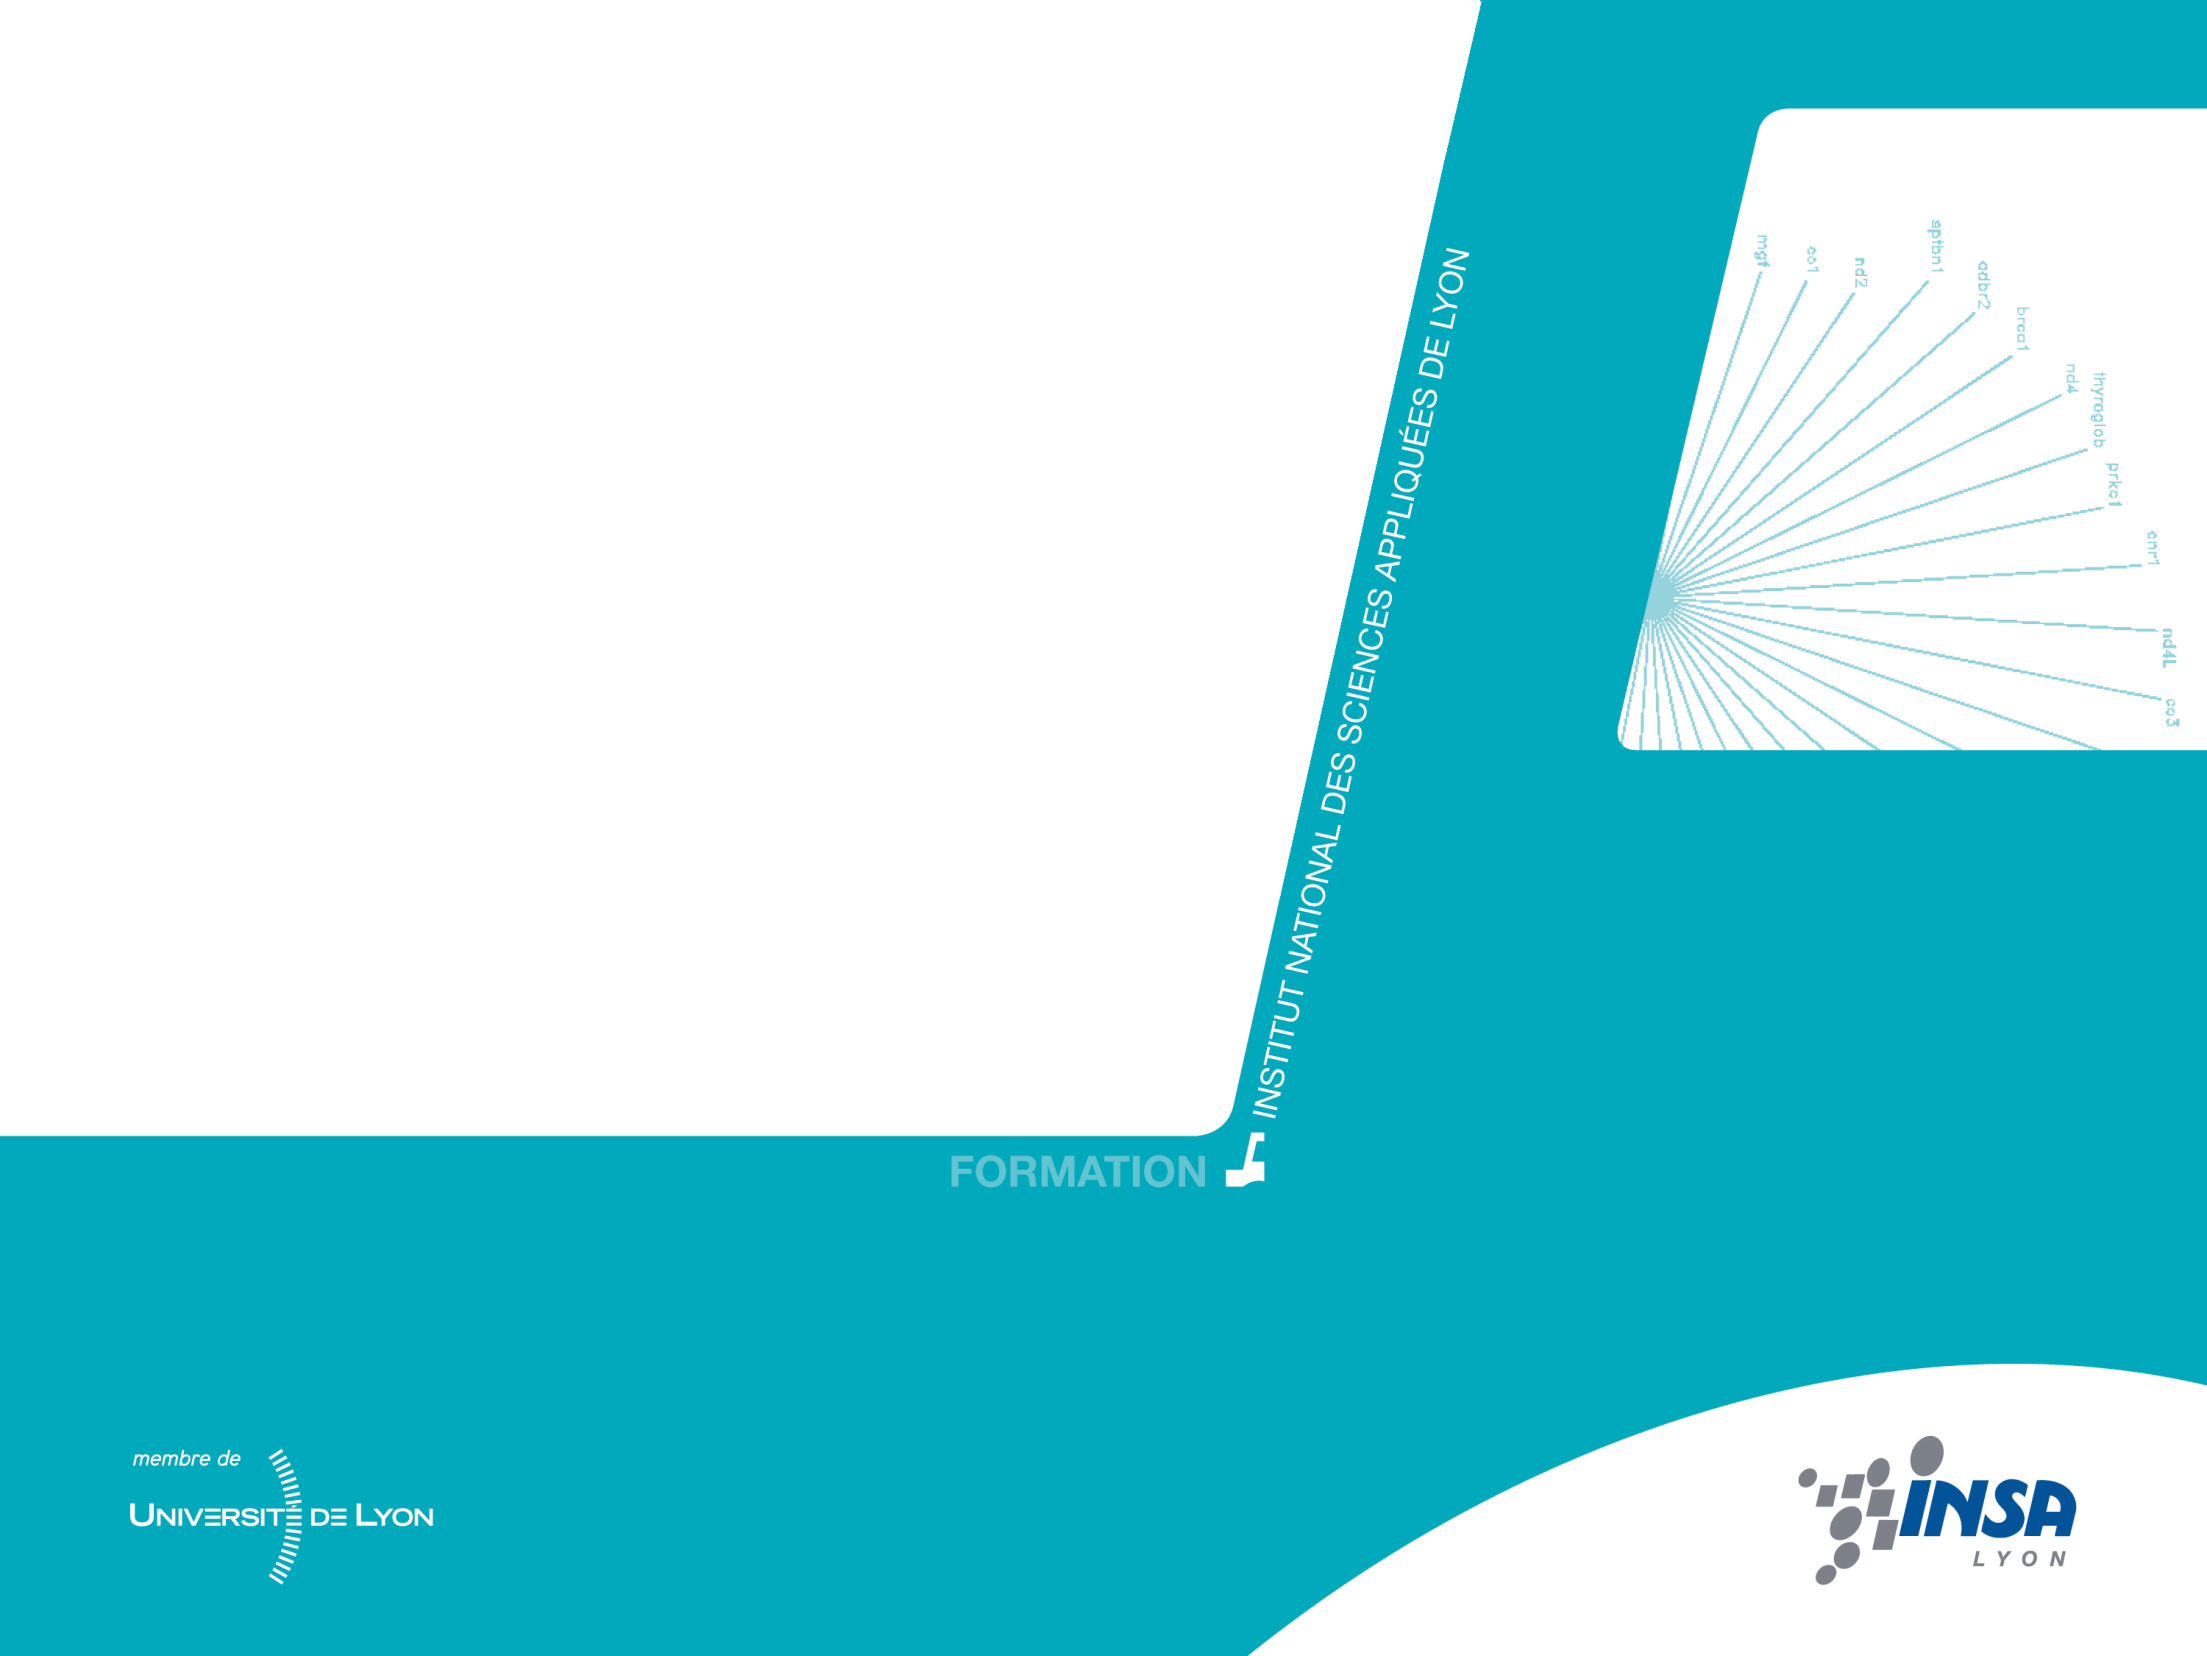 INSTITUT NATIONAL DES SCIENCES APPLIQUÉES DE LYON
mgf
co1
nd2
sptbn1
adbr2
brca1
nd4
thyroglob
prkc1
cnr1
nd4L
co3
FORMATION
membre de
UNIVERSITÉ DE LYON
INSA
LYON